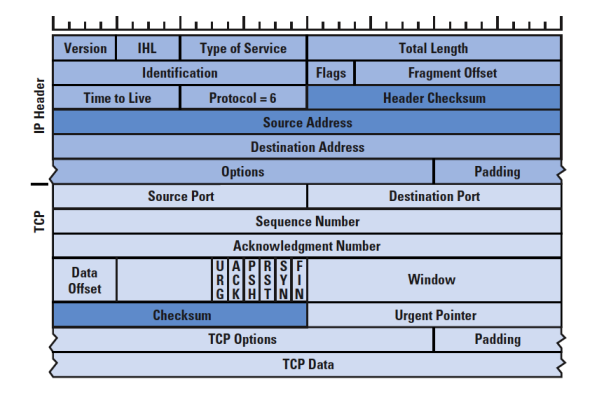 Version IHL Type of Service Total Length
Identification Flags Fragment Offset
Time to Live Protocol = 6 Header Checksum
Source Address
Destination Address
Options Padding
IP Header
Source Port Destination Port
Sequence Number
Acknowledgment Number
Data Offset URG ACK PSH RST SYN FIN Window
Checksum Urgent Pointer
TCP Options Padding
TCP Data
TCP